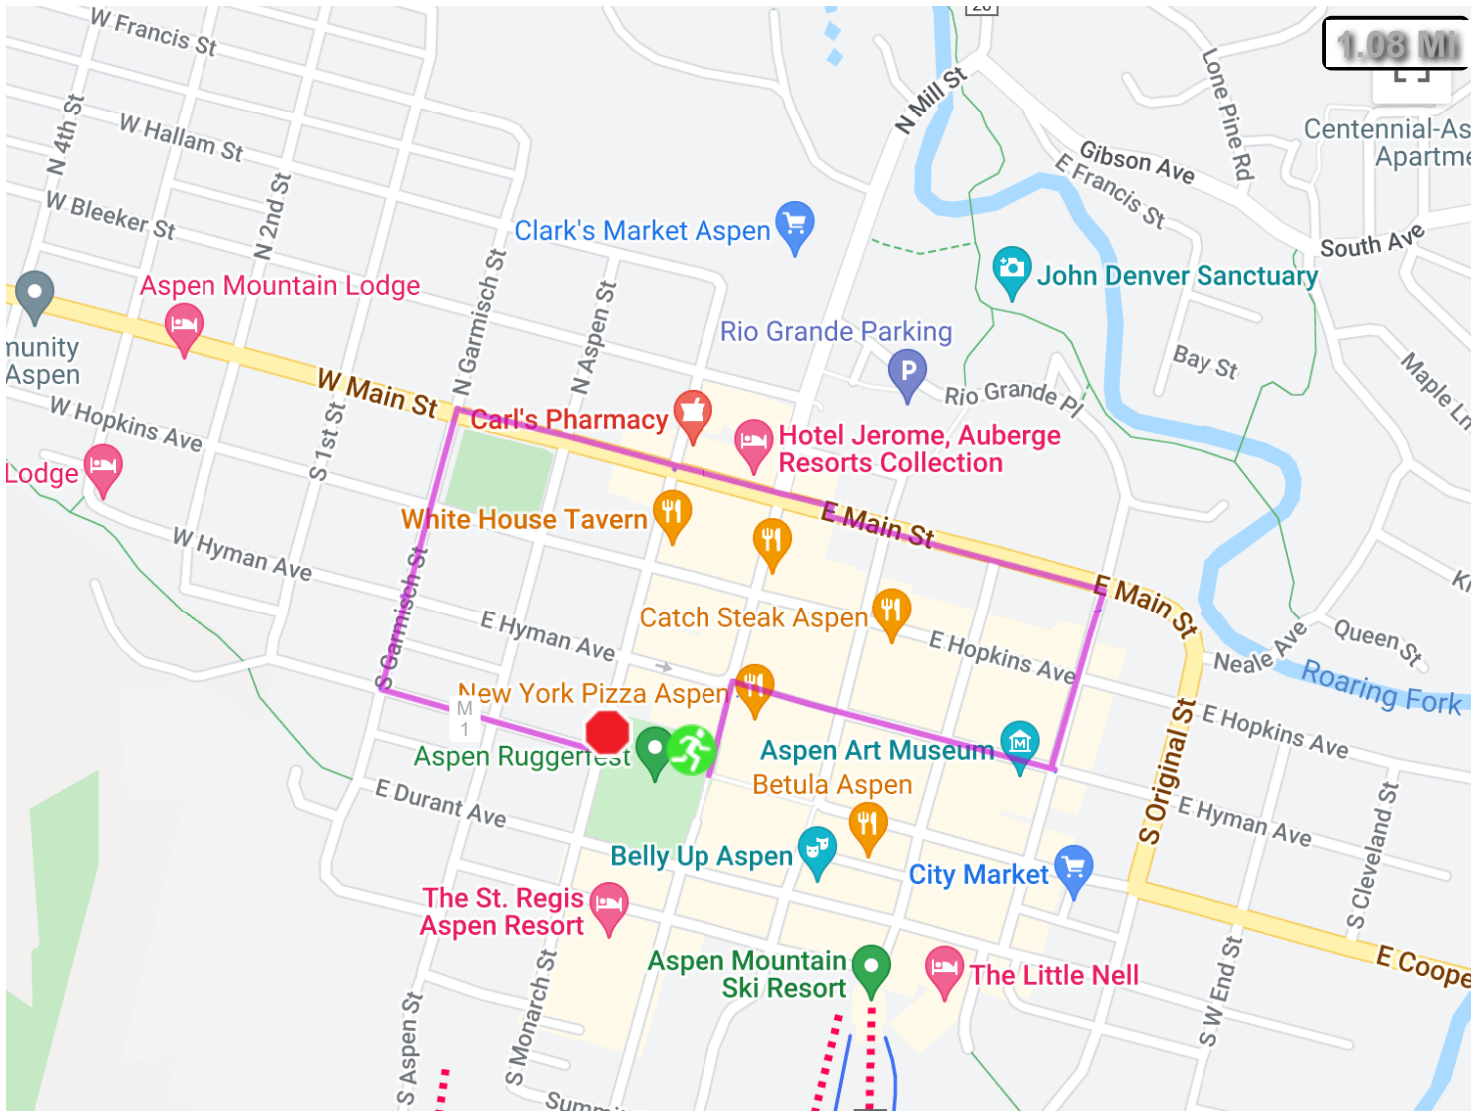 20
1.08 Mi
W Francis St
Lone Pine Rd
N Mill St
N 4th St
W Hallam St
Centennial-As
Apartme
Gibson Ave
E Francis St
N 2nd St
W Bleeker St
Clark's Market Aspen
South Ave
N Garmisch St
John Denver Sanctuary
Aspen Mountain Lodge
N Aspen St
Rio Grande Parking
P
munity
Aspen
Bay St
Maple Ln
W Main St
Rio Grande Pl
W Hopkins Ave
S 1st St
Carl's Pharmacy
Hotel Jerome, Auberge
Resorts Collection
Lodge
White House Tavern
E Main St
W Hyman Ave
S Garmisch St
E Main St
Catch Steak Aspen
E Hyman Ave
E Hopkins Ave
Neale Ave
Queen St
New York Pizza Aspen
Roaring Fork
M
1
E Hopkins Ave
Aspen Ruggerfest
Aspen Art Museum
M
Betula Aspen
S Original St
E Durant Ave
E Hyman Ave
S Cleveland St
Belly Up Aspen
City Market
The St. Regis
Aspen Resort
Aspen Mountain
Ski Resort
The Little Nell
E Coope
S W End St
S Aspen St
S Monarch St
Summi